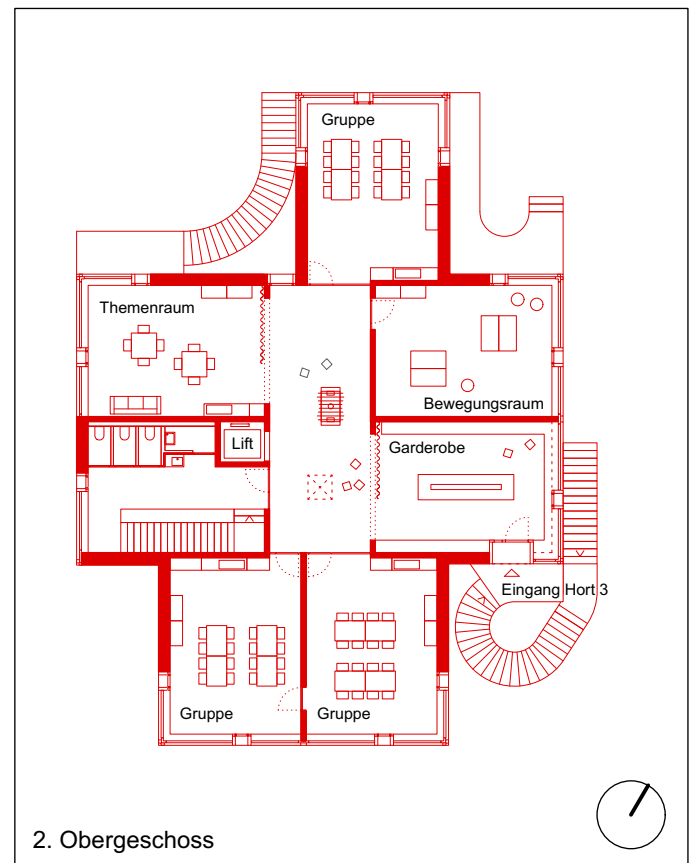 Gruppe
Themenraum
Bewegungsraum
Lift
Garderobe
Eingang Hort 3
Gruppe
Gruppe
2. Obergeschoss